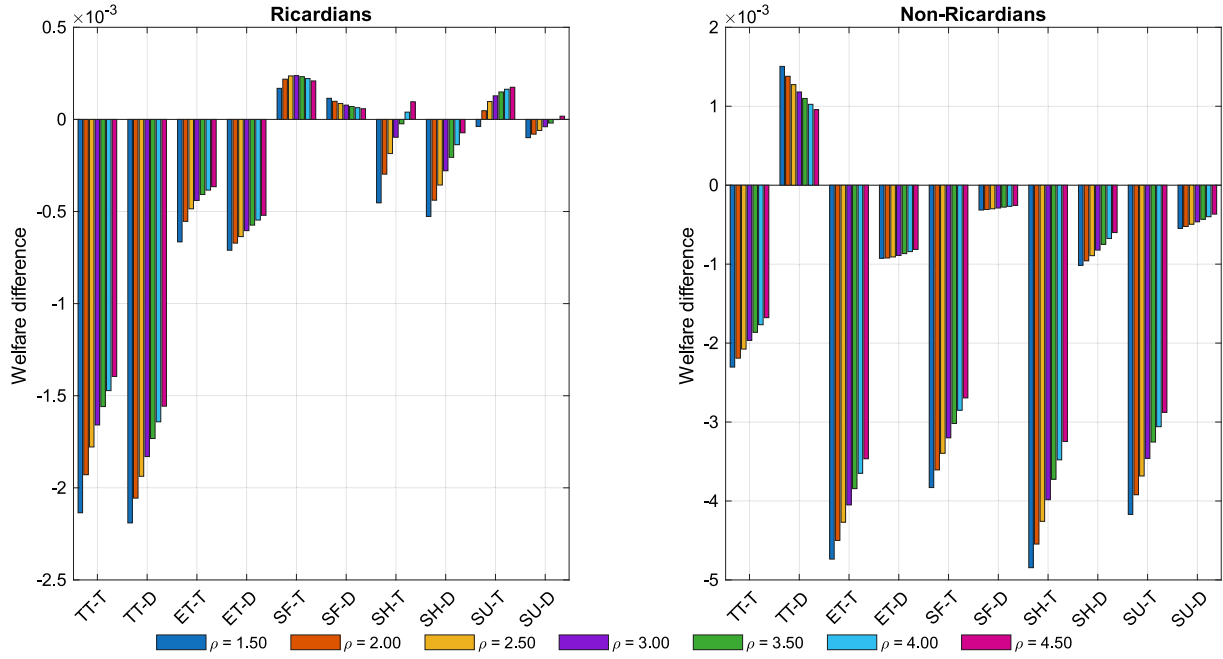 Ricardians
×10⁻³
0.5
0
-0.5
-1
-1.5
-2
-2.5
Welfare difference
TT-T TT-D ET-T ET-D SF-T SF-D SH-T SH-D SU-T SU-D
Non-Ricardians
×10⁻³
2
1
0
-1
-2
-3
-4
-5
Welfare difference
TT-T TT-D ET-T ET-D SF-T SF-D SH-T SH-D SU-T SU-D
ρ = 1.50 ρ = 2.00 ρ = 2.50 ρ = 3.00 ρ = 3.50 ρ = 4.00 ρ = 4.50